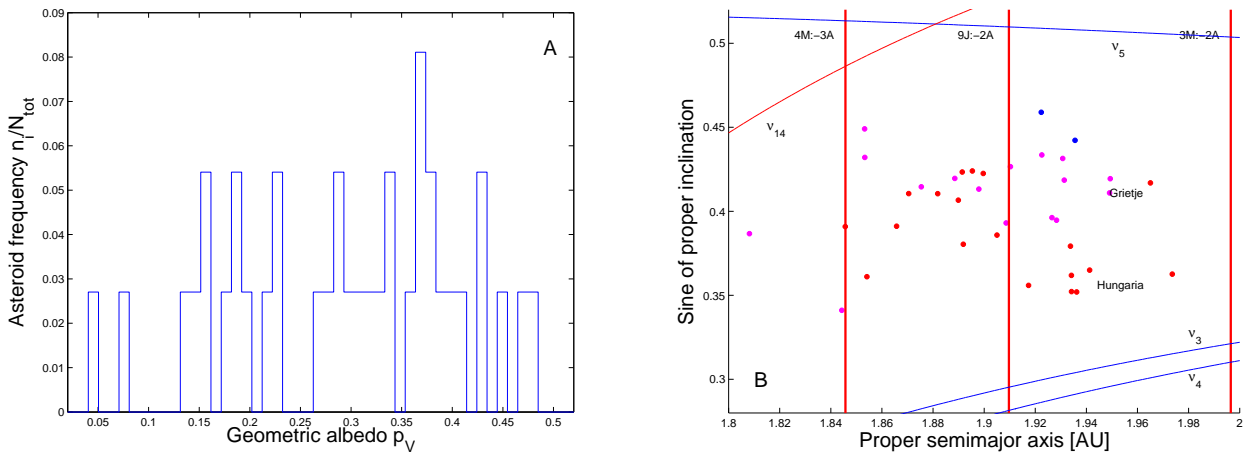 0.09
0.08
0.07
0.06
0.05
0.04
0.03
0.02
0.01
0
Asteroid frequency n_i/N_tot
A
0.05 0.1 0.15 0.2 0.25 0.3 0.35 0.4 0.45 0.5
Geometric albedo p_V
0.5
0.45
0.4
0.35
0.3
Sine of proper inclination
4M:−3A
9J:−2A
3M:−2A
ν_5
ν_14
Grietje
Hungaria
ν_3
ν_4
B
1.8 1.82 1.84 1.86 1.88 1.9 1.92 1.94 1.96 1.98 2
Proper semimajor axis [AU]